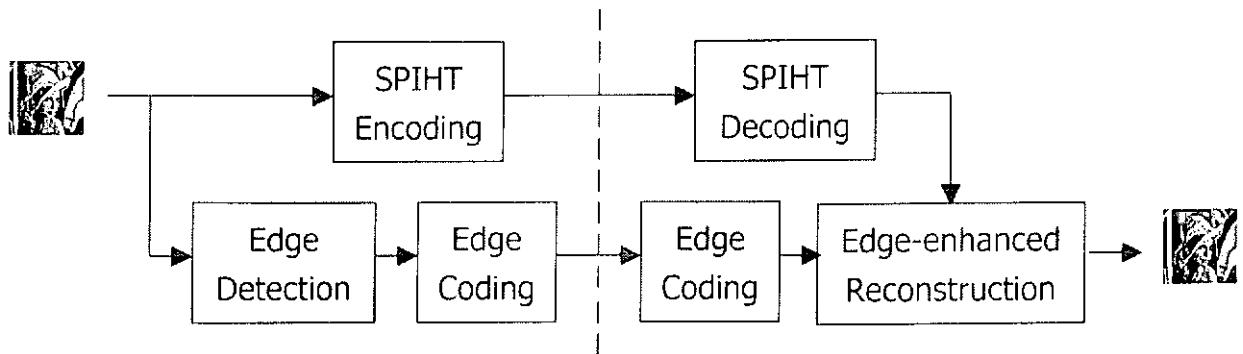 SPIHT
Encoding
SPIHT
Decoding
Edge
Detection
Edge
Coding
Edge
Coding
Edge-enhanced
Reconstruction